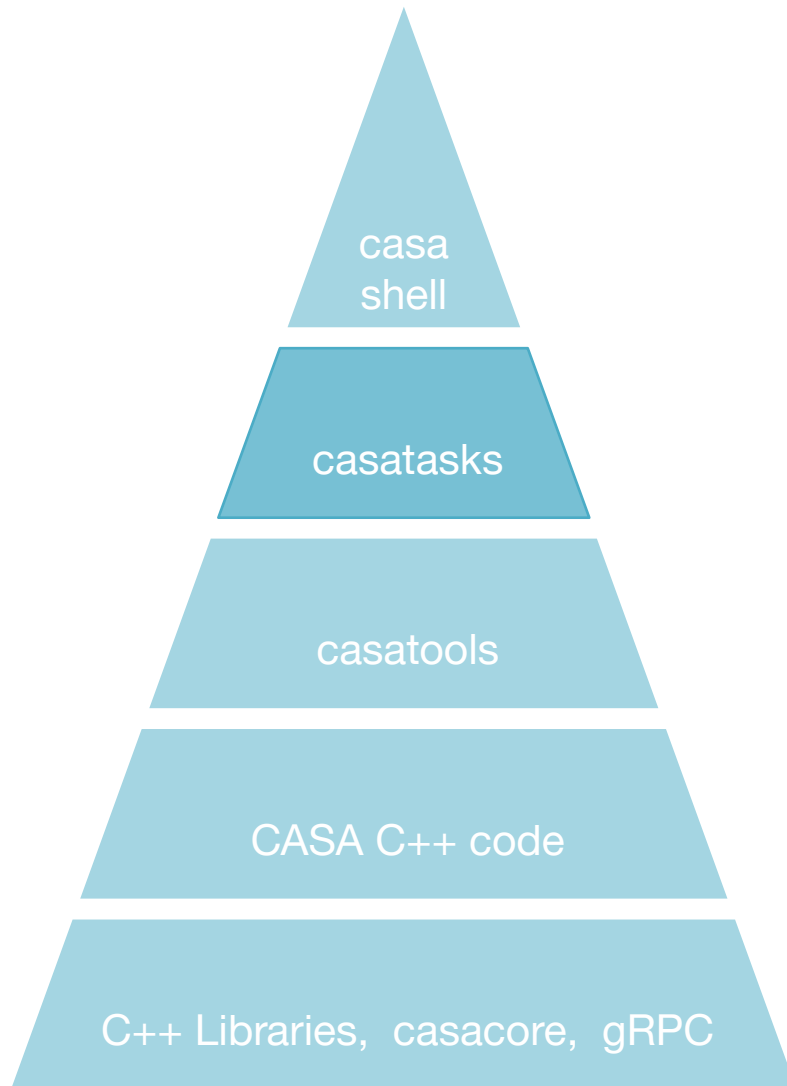 casa
shell
casatasks
casatools
CASA C++ code
C++ Libraries, casacore, gRPC